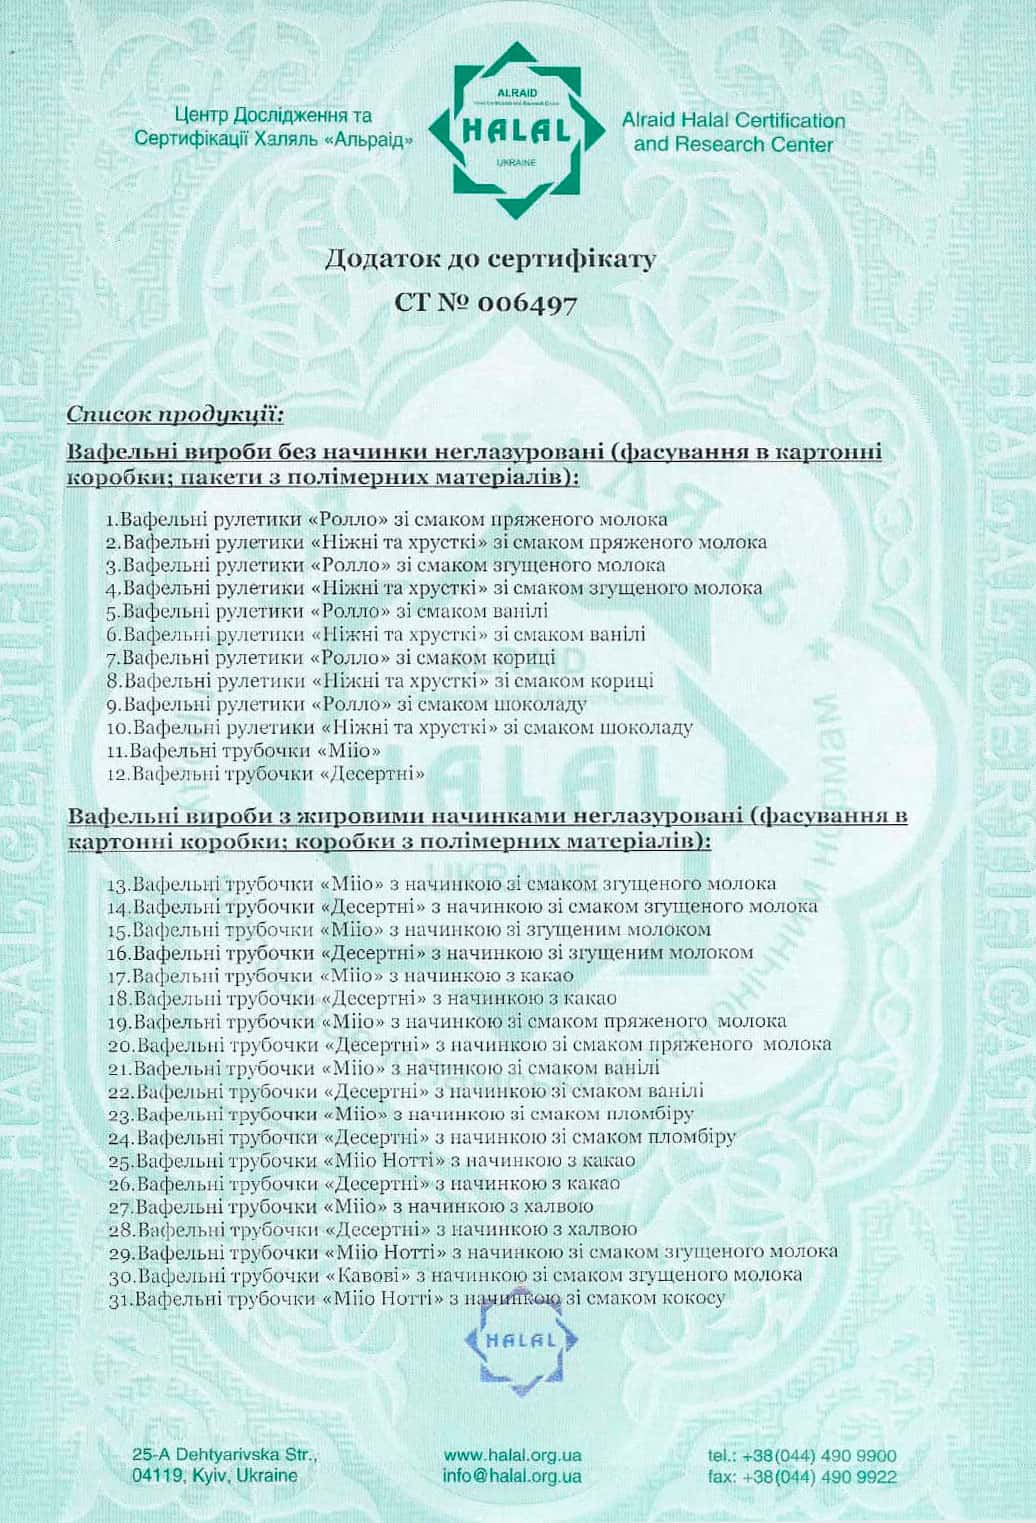 Центр Дослідження та
Сертифікації Халяль «Альраід»
ALRAID
HALAL
UKRAINE
Alraid Halal Certification
and Research Center
Додаток до сертифікату
СТ № 006497
Список продукції:
Вафельні вироби без начинки неглазуровані (фасування в картонні
коробки; пакети з полімерних матеріалів):
1.Вафельні рулетики «Ролло» зі смаком пряженого молока
2.Вафельні рулетики «Ніжні та хрусткі» зі смаком пряженого молока
3.Вафельні рулетики «Ролло» зі смаком згущеного молока
4.Вафельні рулетики «Ніжні та хрусткі» зі смаком згущеного молока
5.Вафельні рулетики «Ролло» зі смаком ванілі
6.Вафельні рулетики «Ніжні та хрусткі» зі смаком ванілі
7.Вафельні рулетики «Ролло» зі смаком кориці
8.Вафельні рулетики «Ніжні та хрусткі» зі смаком кориці
9.Вафельні рулетики «Ролло» зі смаком шоколаду
10.Вафельні рулетики «Ніжні та хрусткі» зі смаком шоколаду
11.Вафельні трубочки «Міїо»
12.Вафельні трубочки «Десертні»
Вафельні вироби з жировими начинками неглазуровані (фасування в
картонні коробки; коробки з полімерних матеріалів):
13.Вафельні трубочки «Міїо» з начинкою зі смаком згущеного молока
14.Вафельні трубочки «Десертні» з начинкою зі смаком згущеного молока
15.Вафельні трубочки «Міїо» з начинкою зі згущеним молоком
16.Вафельні трубочки «Десертні» з начинкою зі згущеним молоком
17.Вафельні трубочки «Міїо» з начинкою з какао
18.Вафельні трубочки «Десертні» з начинкою з какао
19.Вафельні трубочки «Міїо» з начинкою зі смаком пряженого молока
20.Вафельні трубочки «Десертні» з начинкою зі смаком пряженого молока
21.Вафельні трубочки «Міїо» з начинкою зі смаком ванілі
22.Вафельні трубочки «Десертні» з начинкою зі смаком ванілі
23.Вафельні трубочки «Міїо» з начинкою зі смаком пломбіру
24.Вафельні трубочки «Десертні» з начинкою зі смаком пломбіру
25.Вафельні трубочки «Міїо Нотті» з начинкою з какао
26.Вафельні трубочки «Десертні» з начинкою з какао
27.Вафельні трубочки «Міїо» з начинкою з халвою
28.Вафельні трубочки «Десертні» з начинкою з халвою
29.Вафельні трубочки «Міїо Нотті» з начинкою зі смаком згущеного молока
30.Вафельні трубочки «Кавові» з начинкою зі смаком згущеного молока
31.Вафельні трубочки «Міїо Нотті» з начинкою зі смаком кокосу
HALAL
25-A Dehtyarivska Str.,
04119, Kyiv, Ukraine
www.halal.org.ua
info@halal.org.ua
tel.: +38(044) 490 9900
fax: +38(044) 490 9922
HALAL CERTIFICATE
HALAL CERTIFICATE
ALRAID
HALAL
UKRAINE